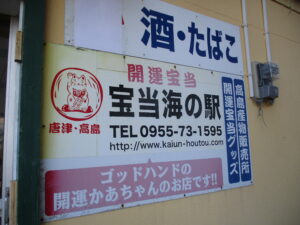 酒・たばこ
開運宝当
宝当海の駅
唐津・高島
TEL 0955-73-1595
http://www.kaiun-houtou.com
高島産物販売所
開運宝当グッズ
ゴッドハンドの
開運かあちゃんのお店です!!